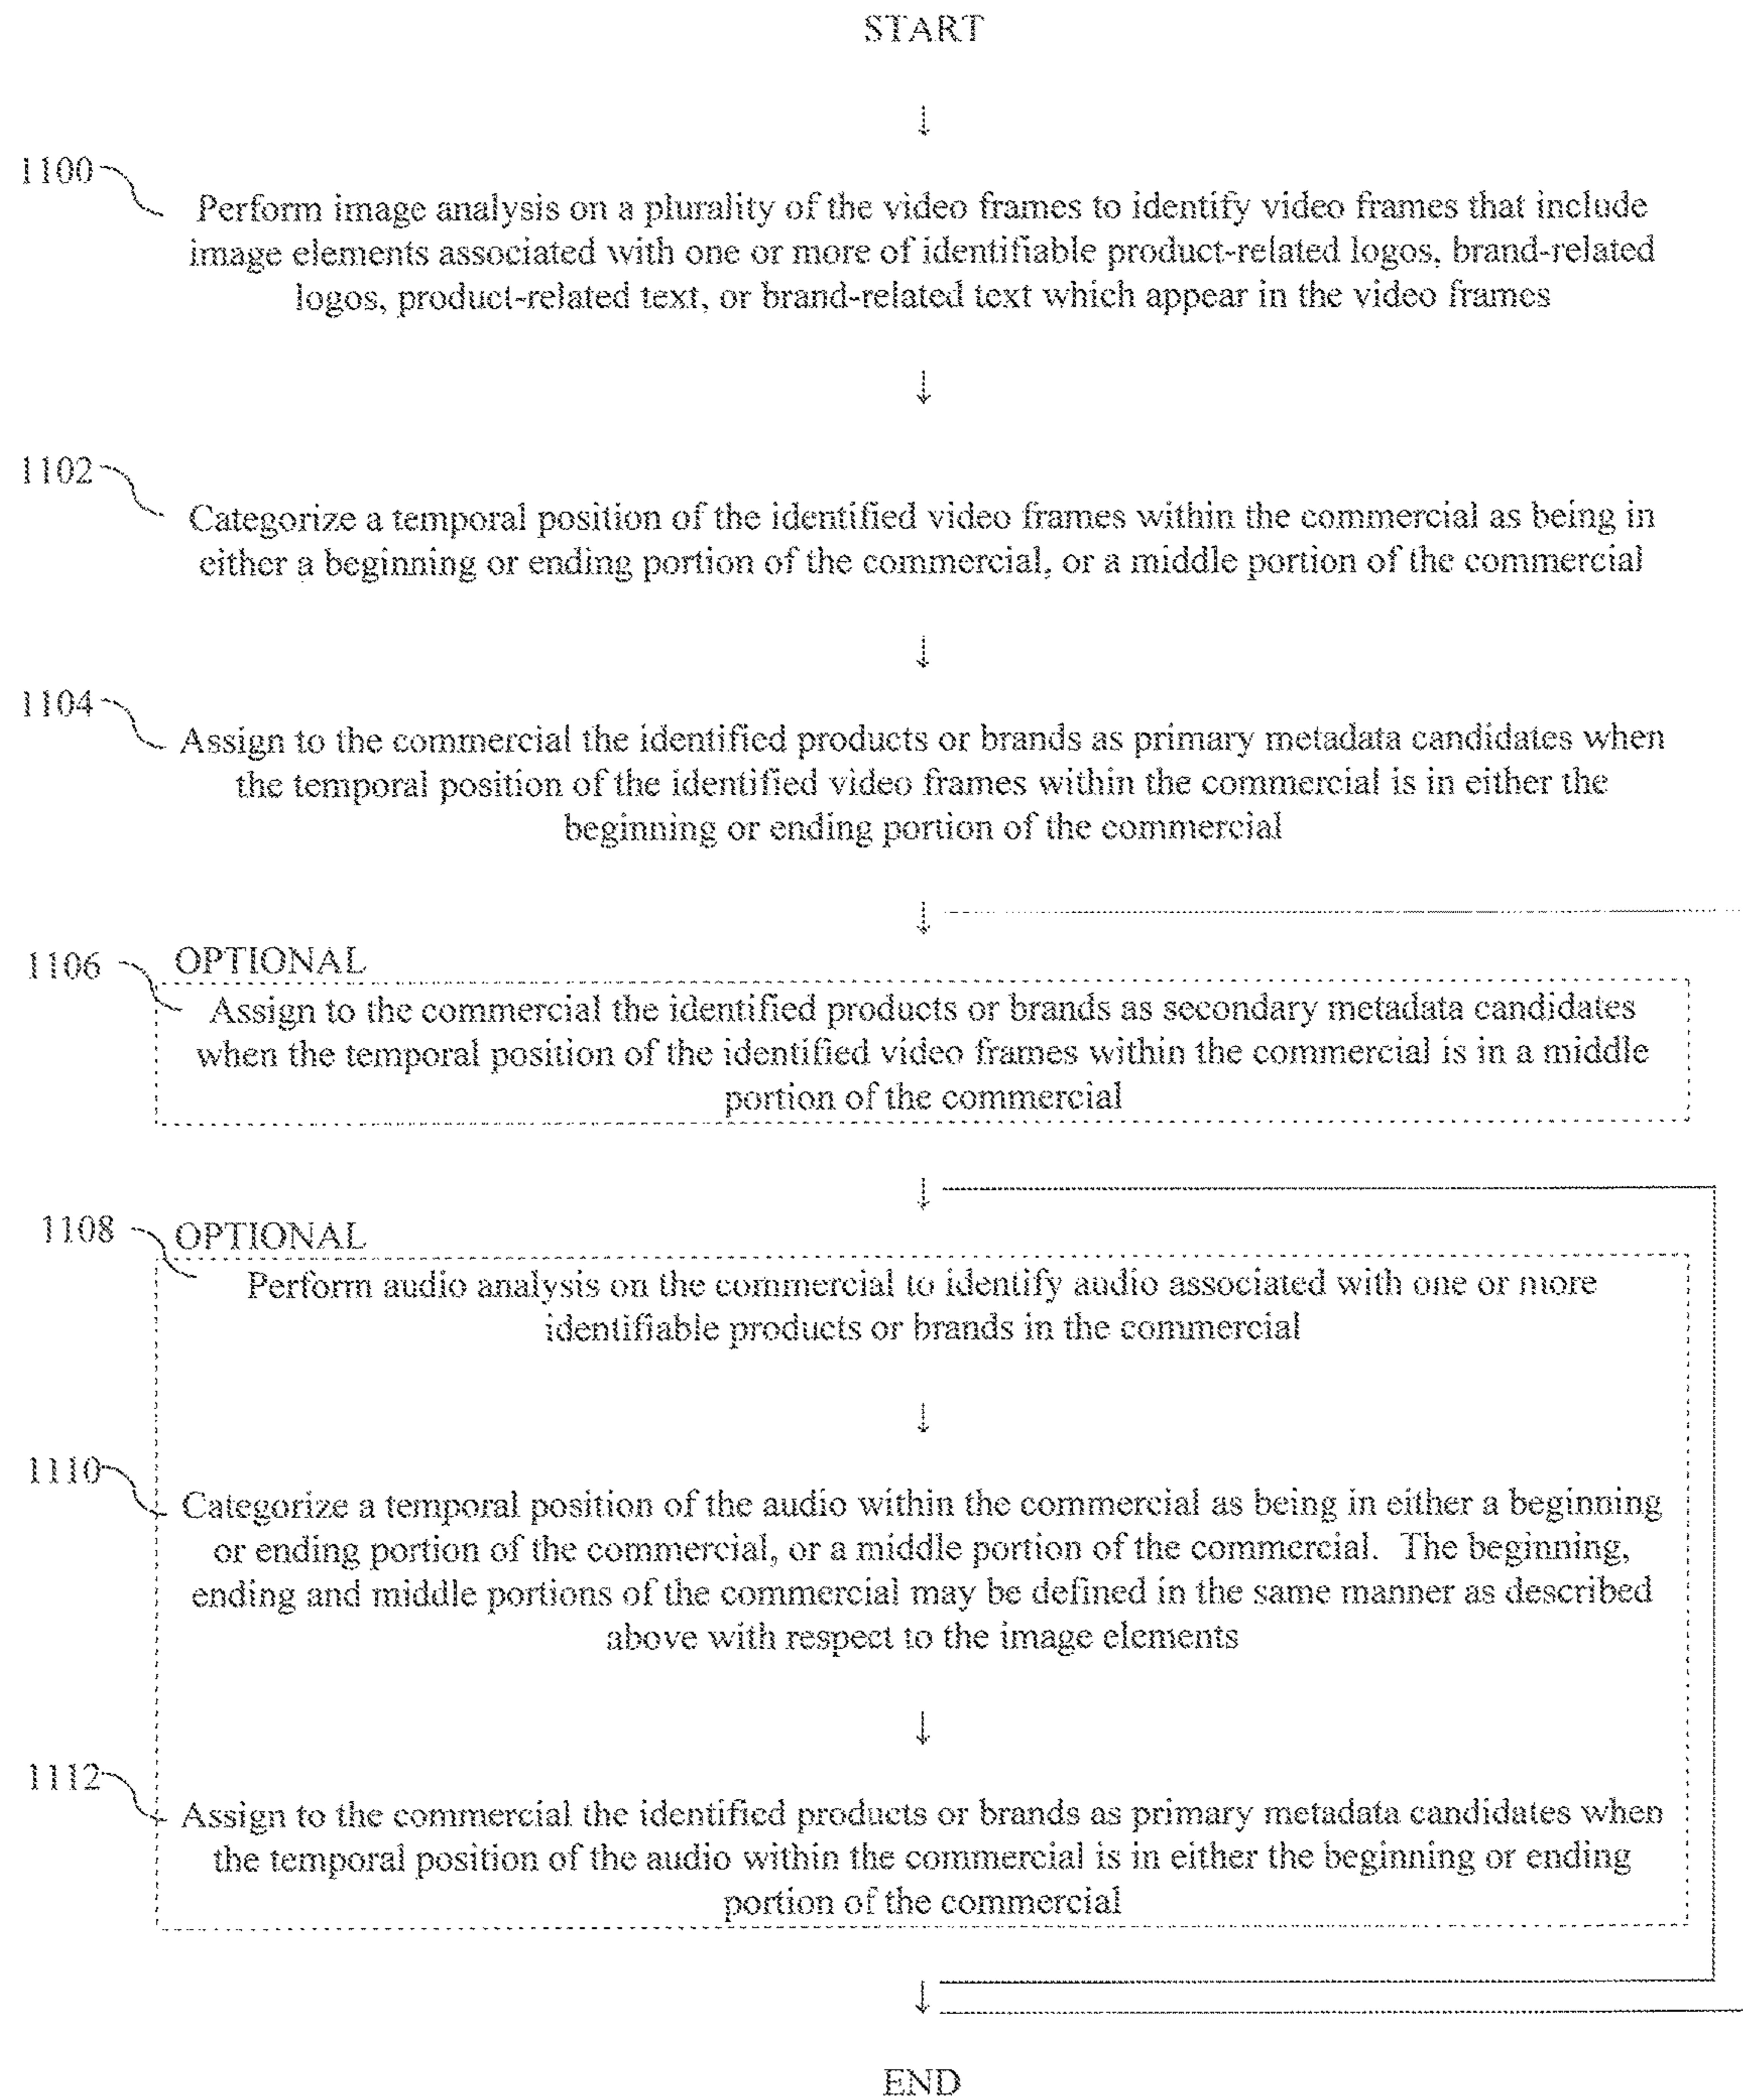 START
↓
1100
Perform image analysis on a plurality of the video frames to identify video frames that include
image elements associated with one or more of identifiable product-related logos, brand-related
logos, product-related text, or brand-related text which appear in the video frames
↓
1102
Categorize a temporal position of the identified video frames within the commercial as being in
either a beginning or ending portion of the commercial, or a middle portion of the commercial
↓
1104
Assign to the commercial the identified products or brands as primary metadata candidates when
the temporal position of the identified video frames within the commercial is in either the
beginning or ending portion of the commercial
↓
1106
OPTIONAL
Assign to the commercial the identified products or brands as secondary metadata candidates
when the temporal position of the identified video frames within the commercial is in a middle
portion of the commercial
↓
1108
OPTIONAL
Perform audio analysis on the commercial to identify audio associated with one or more
identifiable products or brands in the commercial
↓
1110
Categorize a temporal position of the audio within the commercial as being in either a beginning
or ending portion of the commercial, or a middle portion of the commercial. The beginning,
ending and middle portions of the commercial may be defined in the same manner as described
above with respect to the image elements
↓
1112
Assign to the commercial the identified products or brands as primary metadata candidates when
the temporal position of the audio within the commercial is in either the beginning or ending
portion of the commercial
↓
END